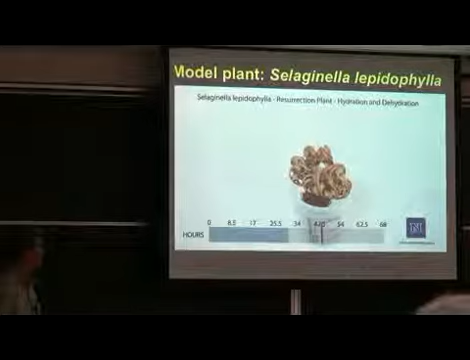 Model plant: Selaginella lepidophylla
Selaginella lepidophylla - Resurrection Plant - Hydration and Dehydration
0 8.5 17 25.5 34 54 62.5 68
HOURS